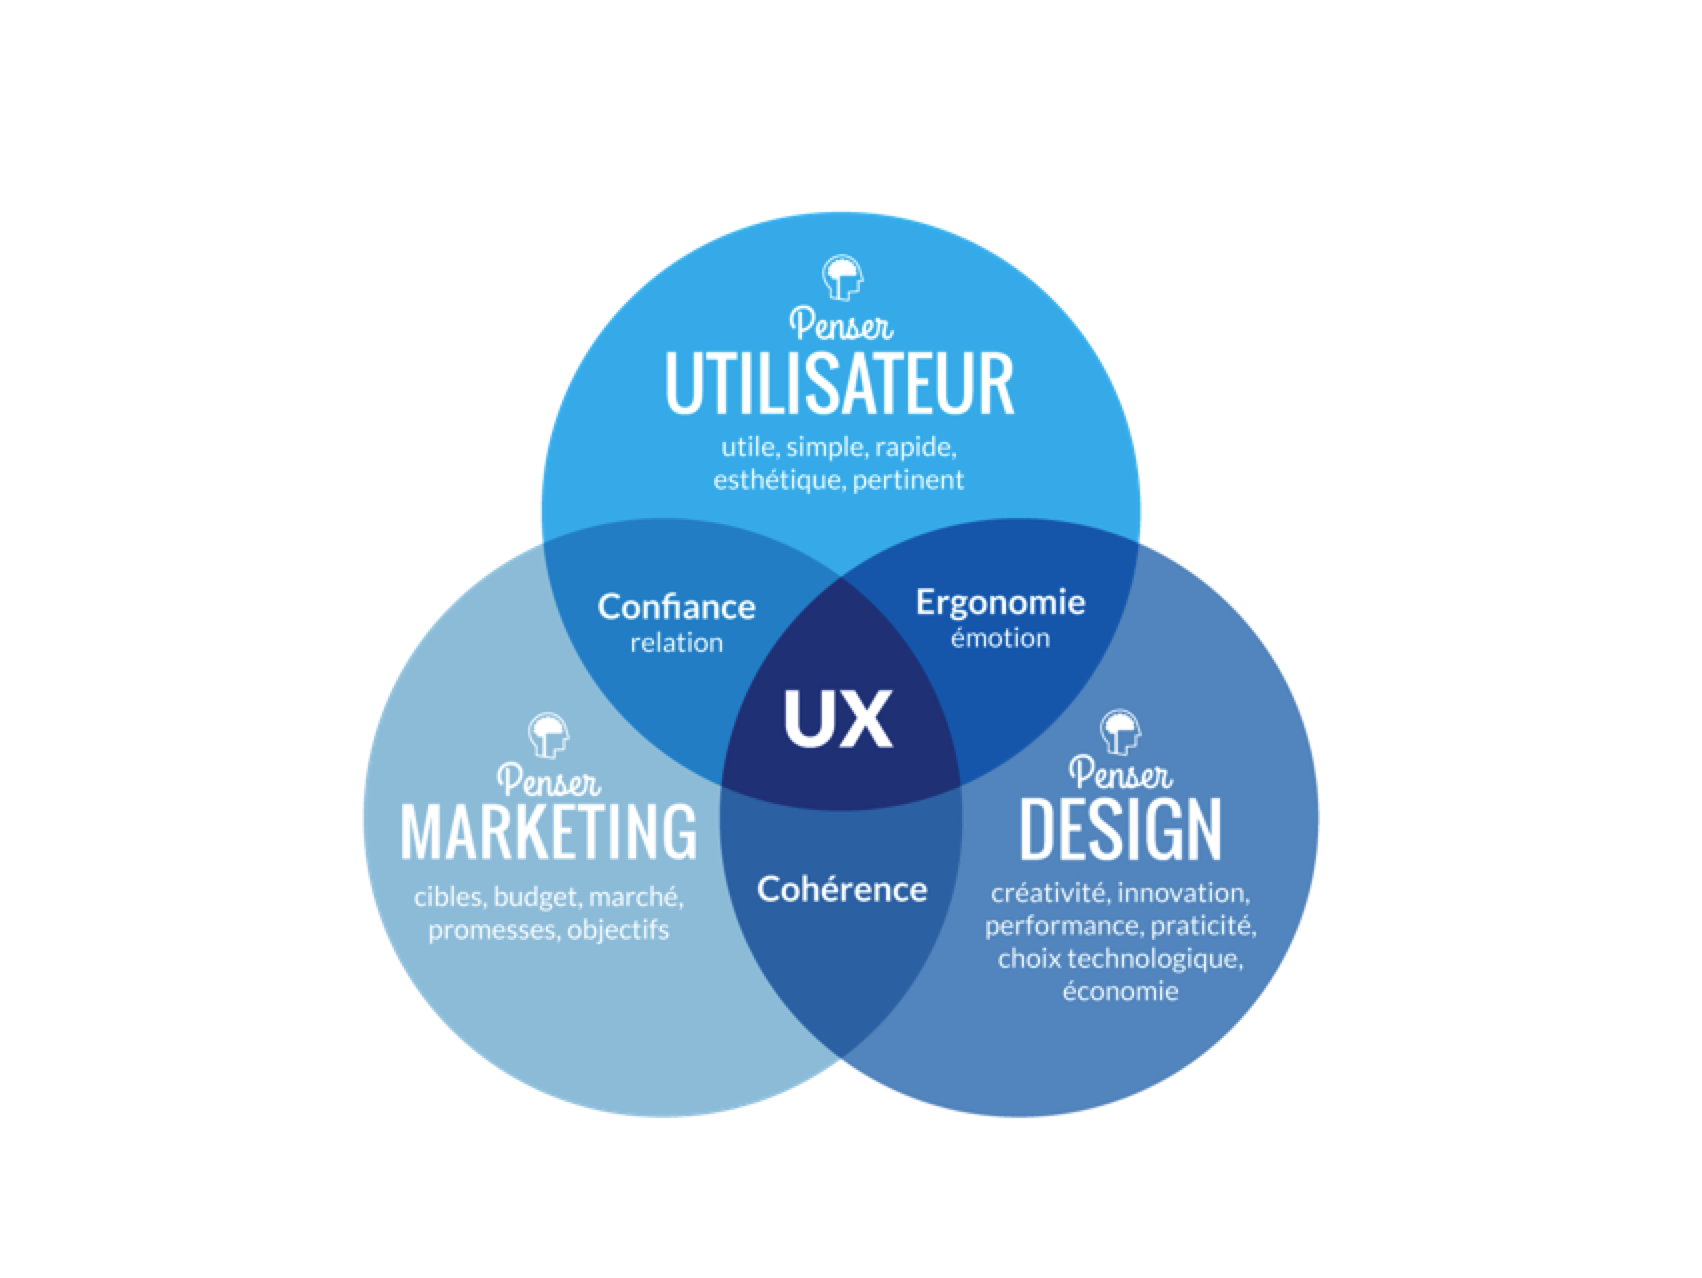 Penser
UTILISATEUR
utile, simple, rapide,
esthétique, pertinent
Confiance
relation
Ergonomie
émotion
UX
Penser
MARKETING
cibles, budget, marché,
promesses, objectifs
Cohérence
Penser
DESIGN
créativité, innovation,
performance, praticité,
choix technologique,
économie